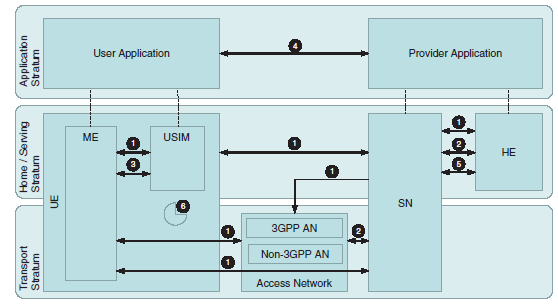 Application
Stratum
User Application
4
Provider Application
Home / Serving
Stratum
ME
1
3
USIM
1
1
1
2
5
HE
UE
6
SN
Transport
Stratum
1
1
3GPP AN
Non-3GPP AN
Access Network
2